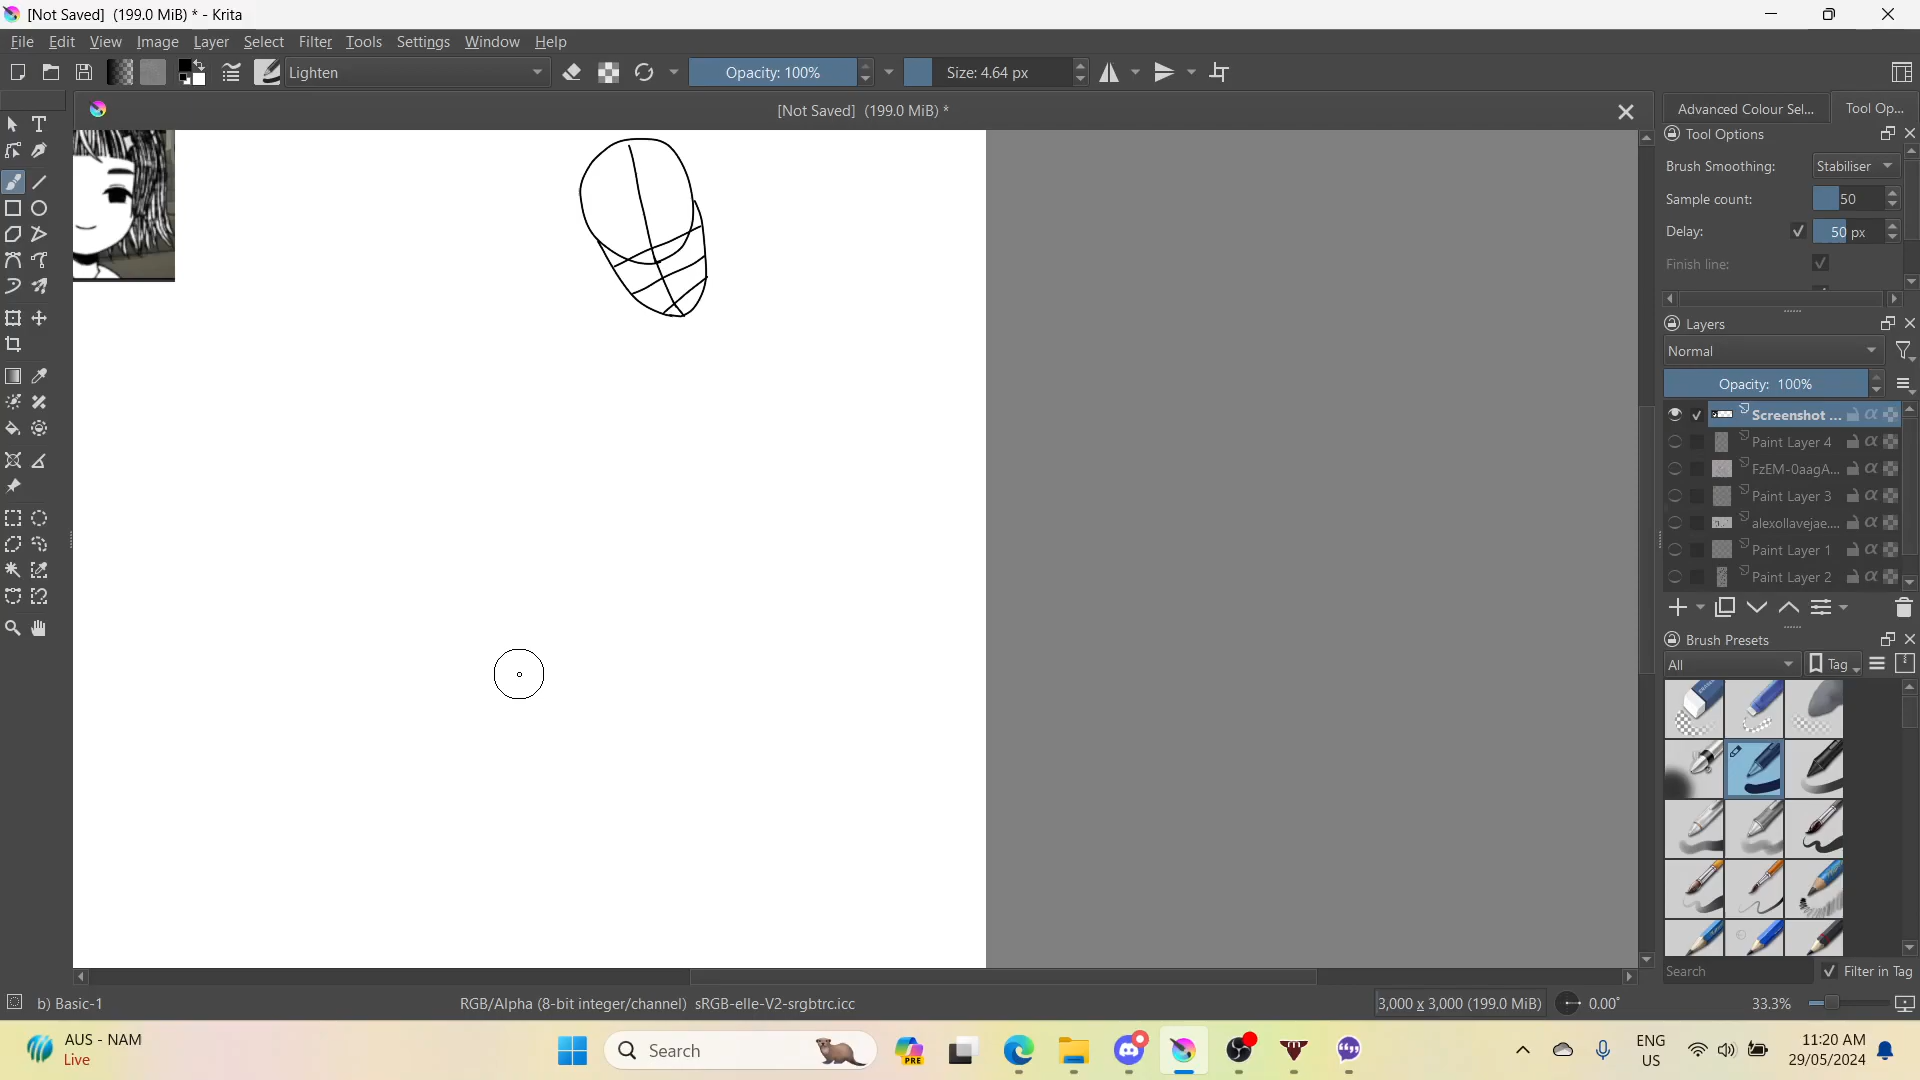 [Not Saved]  (199.0 MiB) * - Krita
File Edit View Image Layer Select Filter Tools Settings Window Help
Lighten
Opacity: 100%
Size: 4.64 px
[Not Saved]  (199.0 MiB) *
Advanced Colour Sel...
Tool Op...
Tool Options
Brush Smoothing:
Stabiliser
Sample count:
50
Delay:
50 px
Finish line:
Layers
Normal
Opacity:  100%
Screenshot ...
Paint Layer 4
FzEM-0aagA...
Paint Layer 3
alexollavejae....
Paint Layer 1
Paint Layer 2
Brush Presets
All
Tag
Search
Filter in Tag
b) Basic-1
RGB/Alpha (8-bit integer/channel)  sRGB-elle-V2-srgbtrc.icc
3,000 x 3,000 (199.0 MiB)
0.00°
33.3%
AUS - NAM
Live
Search
PRE
ENG
US
11:20 AM
29/05/2024